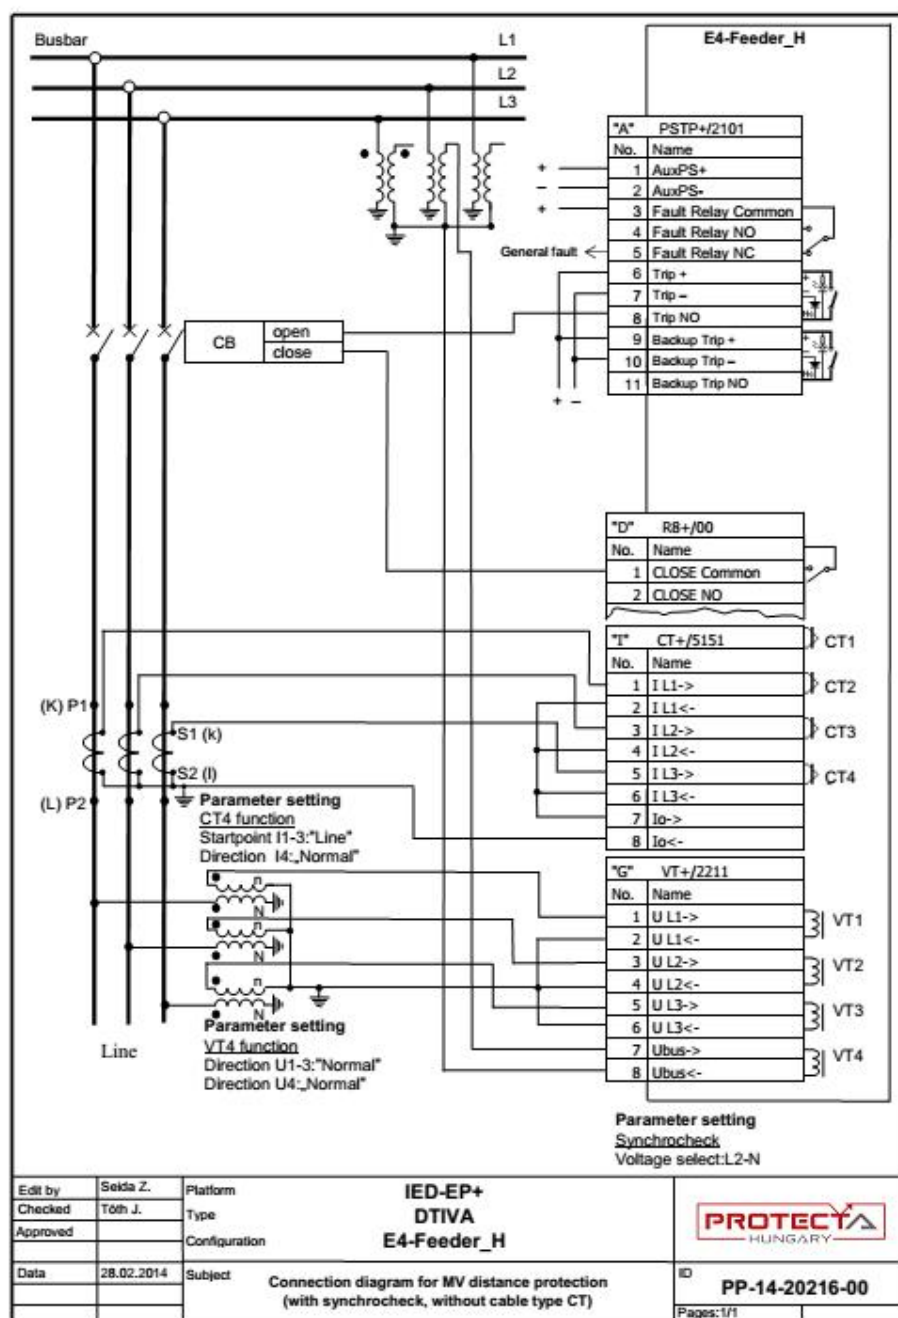 Busbar
L1
L2
L3
E4-Feeder_H
"A" PSTP+/2101
No. Name
1 AuxPS+
2 AuxPS-
3 Fault Relay Common
4 Fault Relay NO
5 Fault Relay NC
6 Trip +
7 Trip –
8 Trip NO
9 Backup Trip +
10 Backup Trip –
11 Backup Trip NO
+
–
+
General fault
+ –
CB
open
close
"D" R8+/00
No. Name
1 CLOSE Common
2 CLOSE NO
"I" CT+/5151
No. Name
1 I L1->
2 I L1<-
3 I L2->
4 I L2<-
5 I L3->
6 I L3<-
7 Io->
8 Io<-
CT1
CT2
CT3
CT4
(K) P1
S1 (k)
S2 (l)
(L) P2
Parameter setting
CT4 function
Startpoint I1-3:"Line"
Direction I4:„Normal"
n
N
n
N
n
N
"G" VT+/2211
No. Name
1 U L1->
2 U L1<-
3 U L2->
4 U L2<-
5 U L3->
6 U L3<-
7 Ubus->
8 Ubus<-
VT1
VT2
VT3
VT4
Line
Parameter setting
VT4 function
Direction U1-3:"Normal"
Direction U4:„Normal"
Parameter setting
Synchrocheck
Voltage select:L2-N
Edit by Seida Z.
Checked Tóth J.
Approved
Data 28.02.2014
Platform IED-EP+
Type DTIVA
Configuration E4-Feeder_H
Subject Connection diagram for MV distance protection
(with synchrocheck, without cable type CT)
PROTECTA
HUNGARY
ID
PP-14-20216-00
Pages:1/1